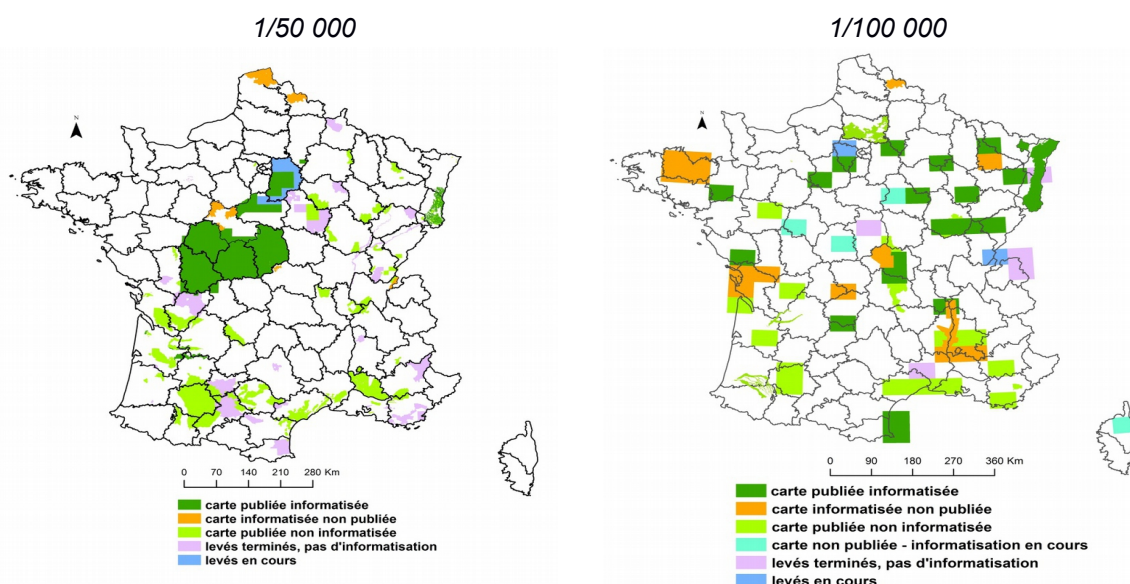 1/50 000
1/100 000
N
N
0 70 140 210 280 Km
0 90 180 270 360 Km
carte publiée informatisée
carte informatisée non publiée
carte publiée non informatisée
levés terminés, pas d'informatisation
levés en cours
carte publiée informatisée
carte informatisée non publiée
carte publiée non informatisée
carte non publiée - informatisation en cours
levés terminés, pas d'informatisation
levés en cours